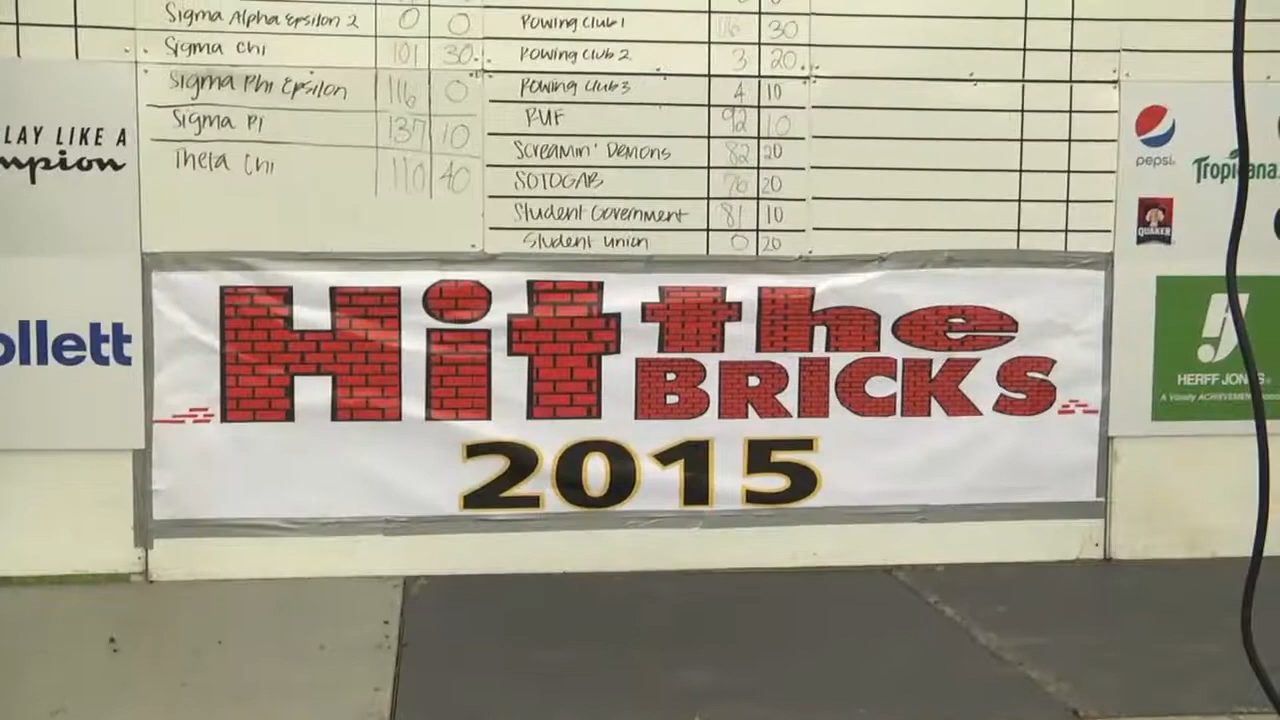 Sigma Alpha Epsilon 2 0 0
Sigma Chi 101 30
Sigma Phi Epsilon 116 0
Sigma Pi 137 10
Theta Chi 110 40
Rowing Club 1 30
Rowing Club 2 3 20
Rowing Club 3 4 10
RUF 92 10
Screamin' Demons 82 20
SOTOGAB 76 20
Student Government 81 10
Student Union 0 20
LAY LIKE A
mpion
ollett
pepsi
Tropicana
QUAKER
HERFF JONES
A Varsity ACHIEVEMENT
Hit the
BRICKS
2015